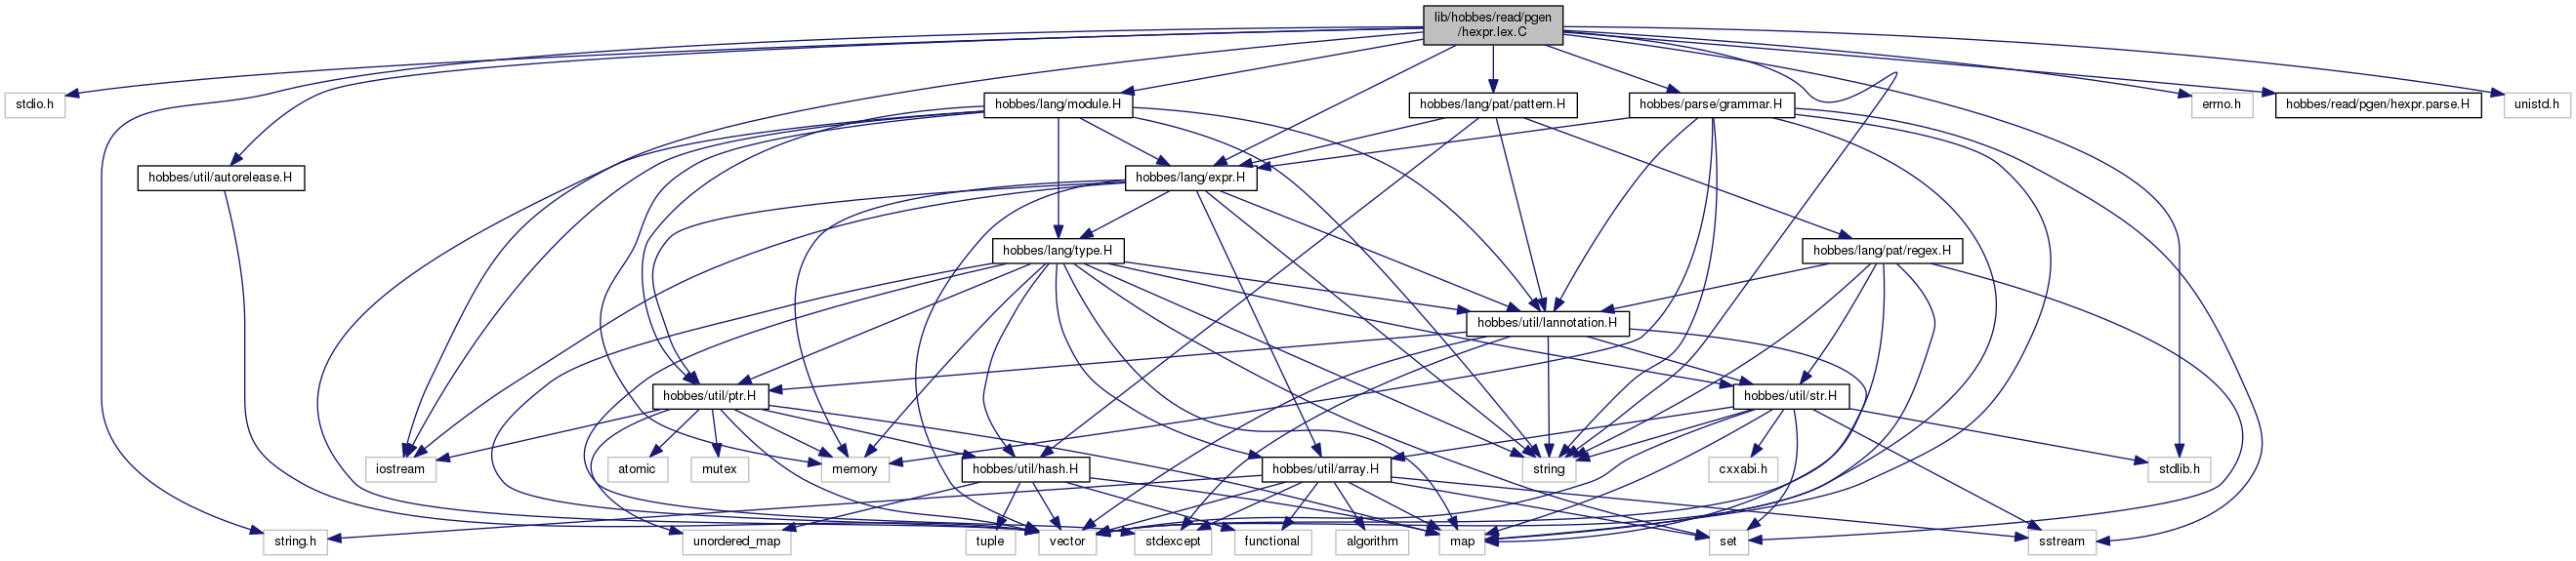 lib/hobbes/read/pgen
/hexpr.lex.C
stdio.h
hobbes/lang/module.H
hobbes/lang/pat/pattern.H
hobbes/parse/grammar.H
errno.h
hobbes/read/pgen/hexpr.parse.H
unistd.h
hobbes/util/autorelease.H
hobbes/lang/expr.H
hobbes/lang/type.H
hobbes/lang/pat/regex.H
hobbes/util/lannotation.H
hobbes/util/ptr.H
hobbes/util/str.H
iostream
atomic
mutex
memory
hobbes/util/hash.H
hobbes/util/array.H
string
cxxabi.h
stdlib.h
string.h
unordered_map
tuple
vector
stdexcept
functional
algorithm
map
set
sstream